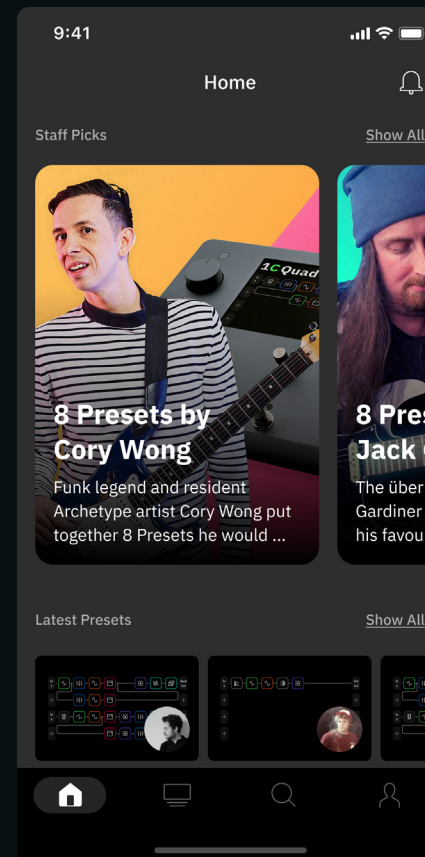 9:41
Home
Staff Picks
Show All
1C Quad
8 Presets by
Cory Wong
Funk legend and resident
Archetype artist Cory Wong put
together 8 Presets he would ...
8 Pres
Jack
The über
Gardiner
his favou
Latest Presets
Show All